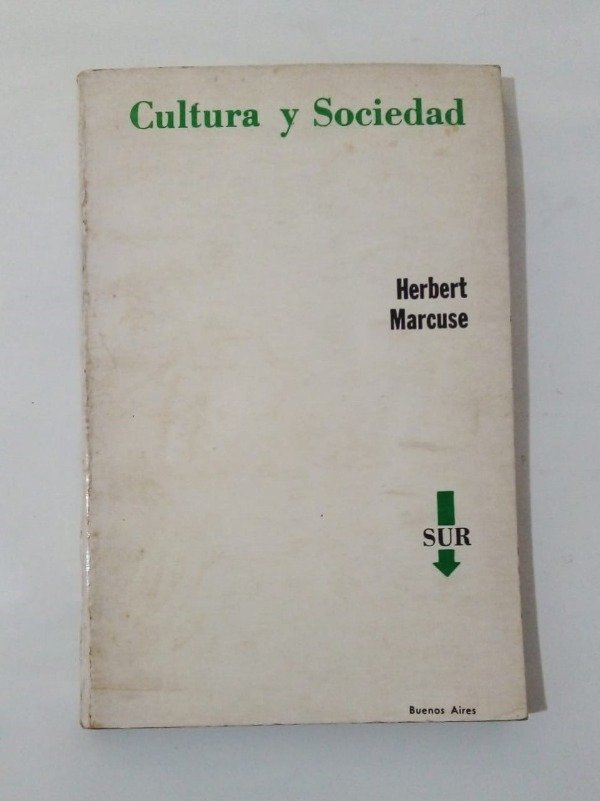 Cultura y Sociedad
Herbert
Marcuse
SUR
Buenos Aires